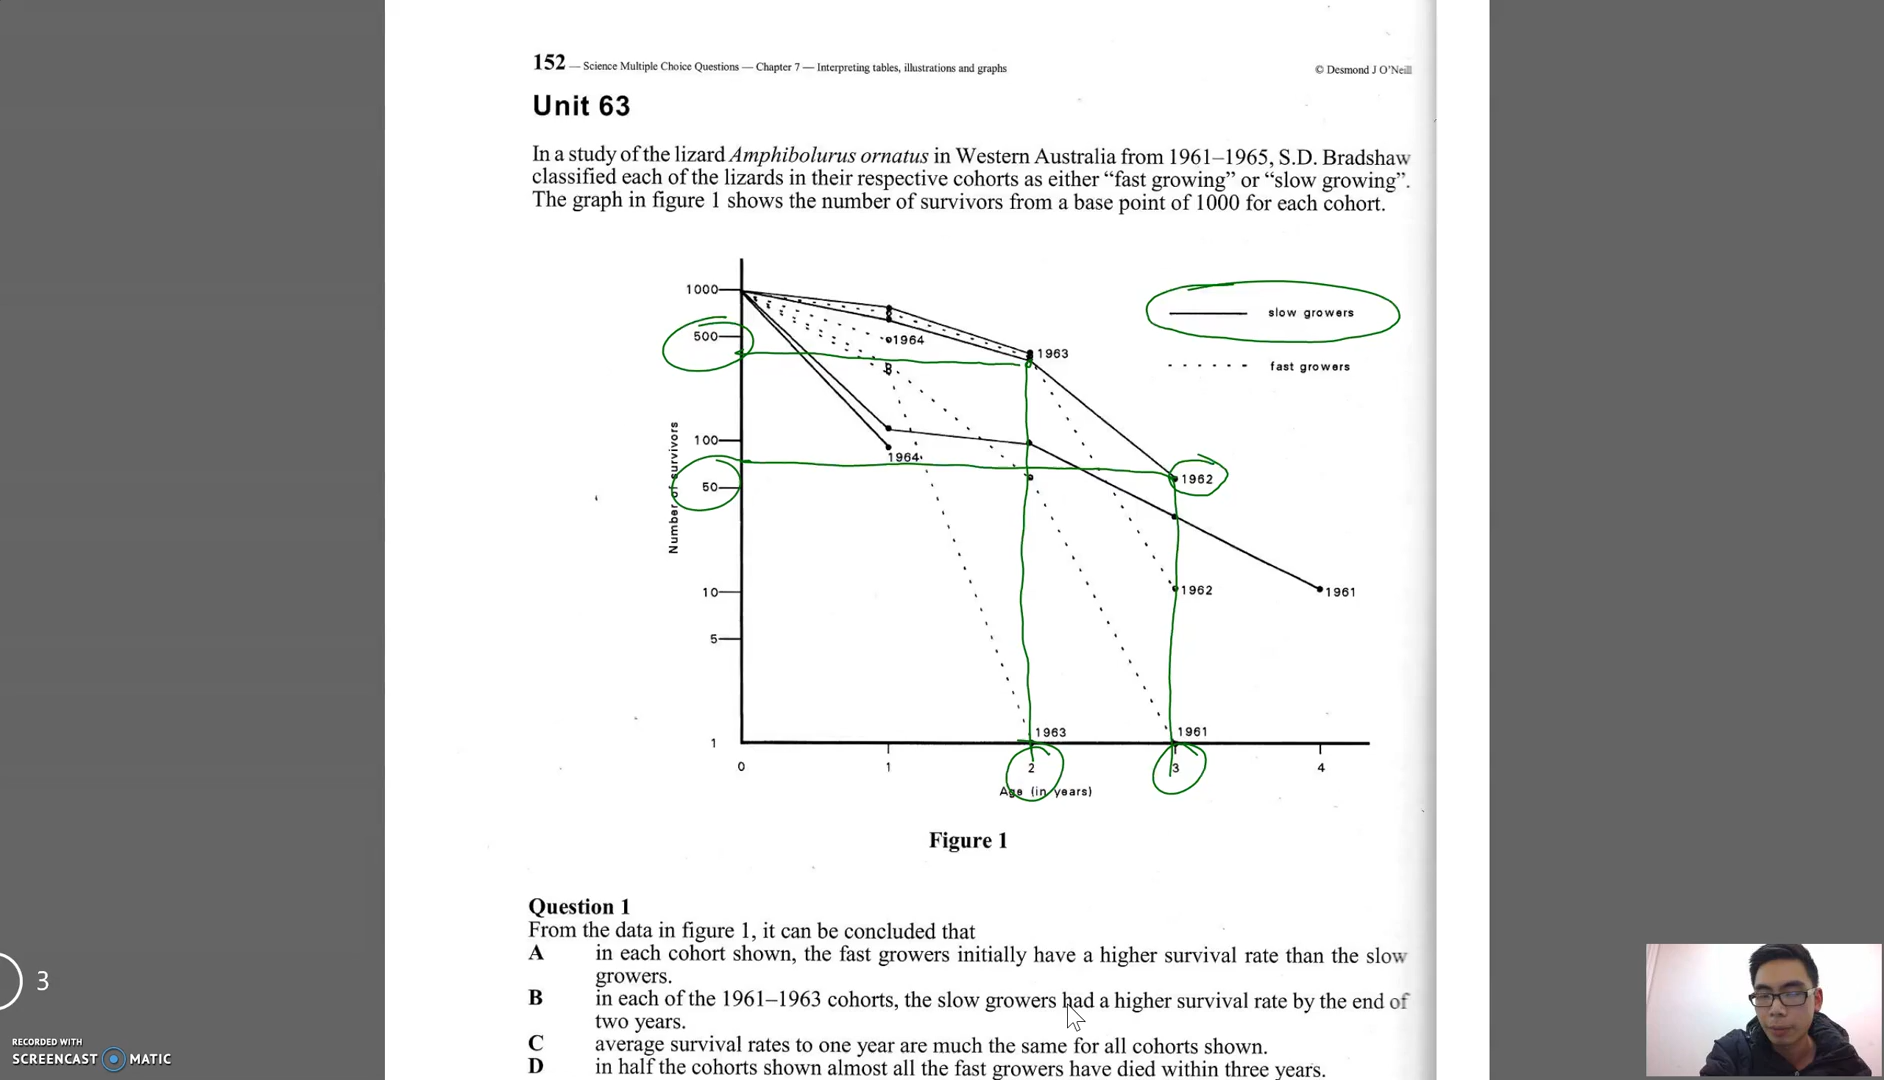 152 — Science Multiple Choice Questions — Chapter 7 — Interpreting tables, illustrations and graphs
© Desmond J O'Neill
Unit 63
In a study of the lizard Amphibolurus ornatus in Western Australia from 1961–1965, S.D. Bradshaw
classified each of the lizards in their respective cohorts as either “fast growing” or “slow growing”.
The graph in figure 1 shows the number of survivors from a base point of 1000 for each cohort.
1000
500
100
50
10
5
1
Number of survivors
slow growers
fast growers
1964
1963
1964
1962
1962
1961
1963
1961
0
1
2
3
4
Age (in years)
Figure 1
Question 1
From the data in figure 1, it can be concluded that
A in each cohort shown, the fast growers initially have a higher survival rate than the slow
growers.
B in each of the 1961–1963 cohorts, the slow growers had a higher survival rate by the end of
two years.
C average survival rates to one year are much the same for all cohorts shown.
D in half the cohorts shown almost all the fast growers have died within three years.
3
RECORDED WITH
SCREENCAST MATIC